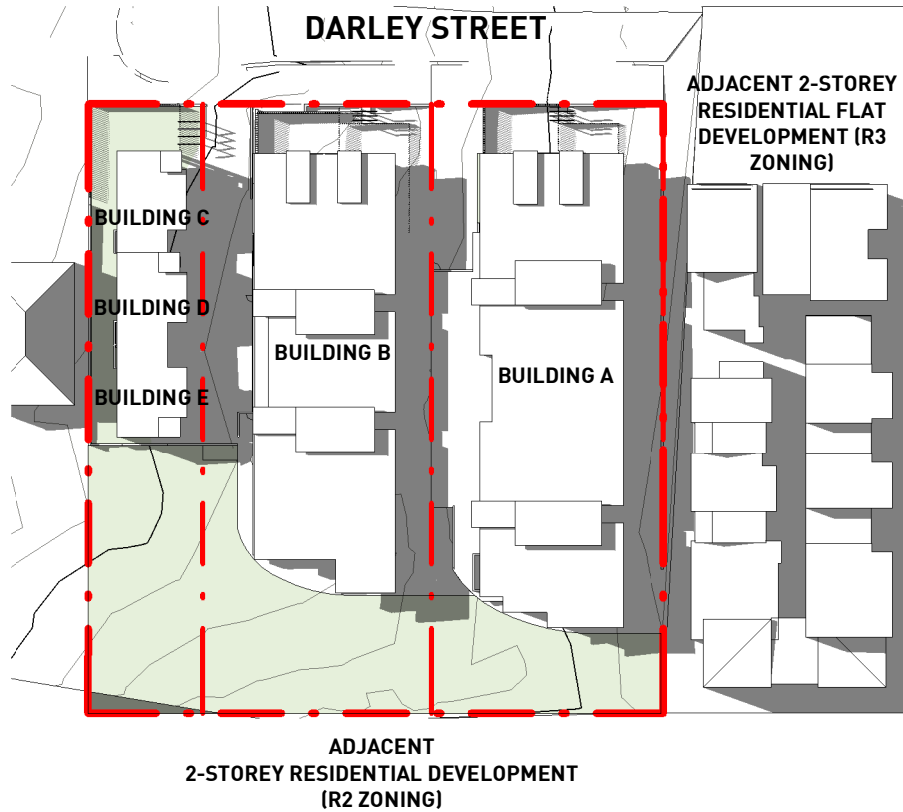 DARLEY STREET
ADJACENT 2-STOREY
RESIDENTIAL FLAT
DEVELOPMENT (R3
ZONING)
BUILDING C
BUILDING D
BUILDING B
BUILDING A
BUILDING E
ADJACENT
2-STOREY RESIDENTIAL DEVELOPMENT
(R2 ZONING)